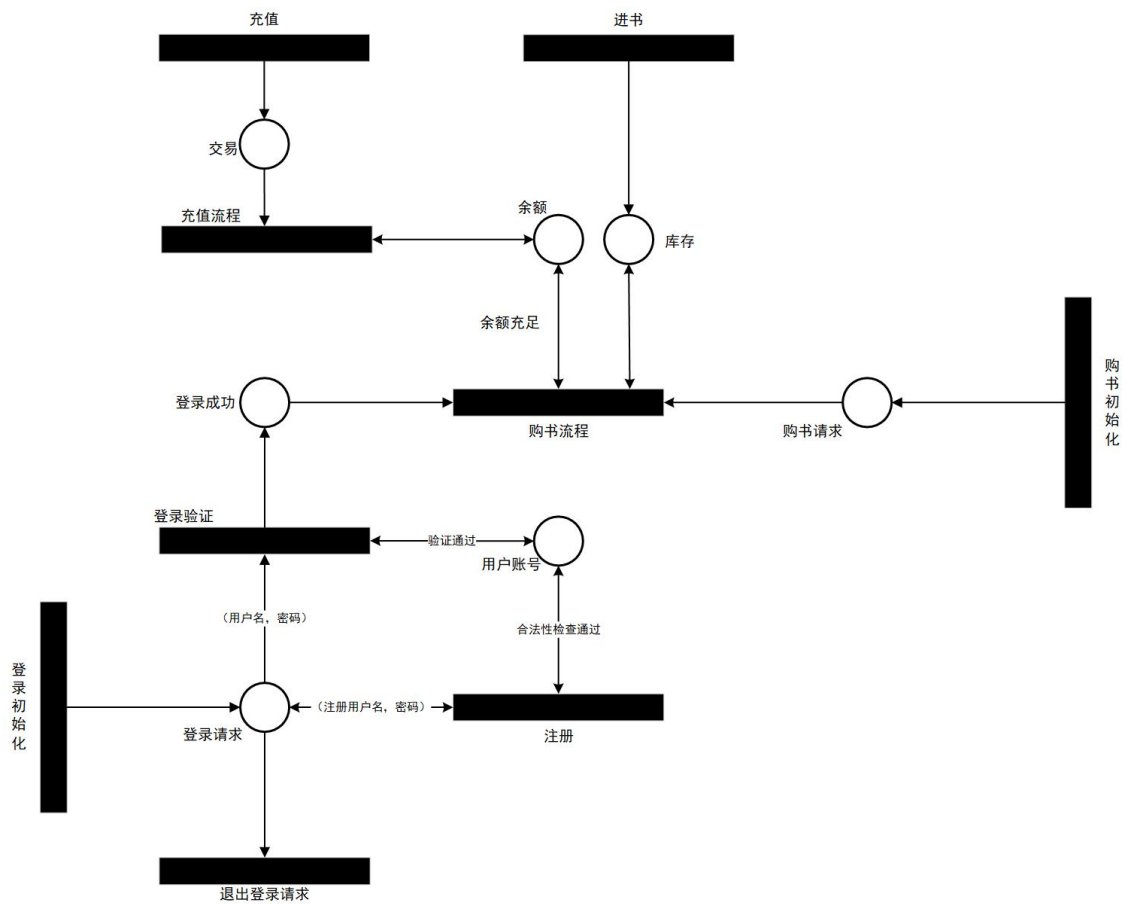 充值
进书
交易
充值流程
余额
库存
余额充足
登录成功
购书流程
购书请求
购书初始化
登录验证
验证通过
用户账号
(用户名，密码)
合法性检查通过
登录初始化
(注册用户名，密码)
登录请求
注册
退出登录请求